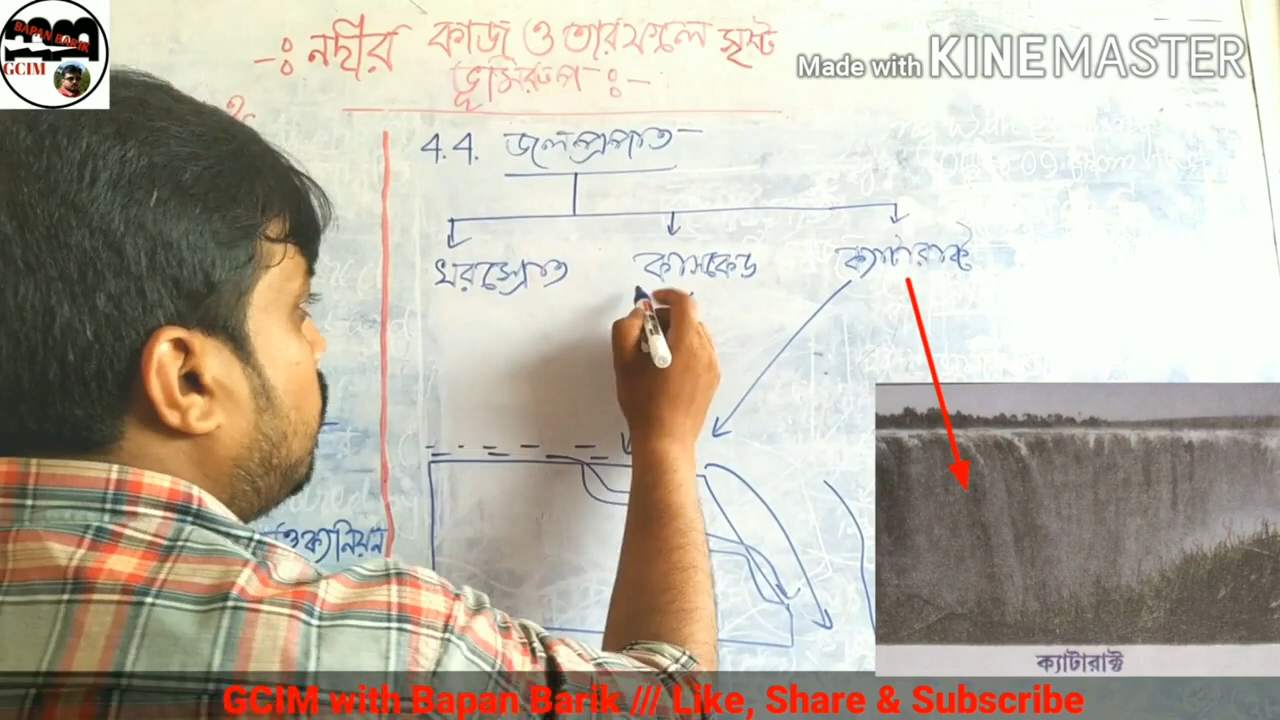 BAPAN BARIK
GCIM
Made with KINEMASTER
-ঃ নদীর কাজ ও তারফলে সৃষ্ট
ভূমিরূপ ঃ-
4.4. জলপ্রপাত -
খরস্রোত কাসকেড ক্যাটারাক্ট
ও ক্যানিয়ন
ক্যাটারাক্ট
GCIM with Bapan Barik /// Like, Share & Subscribe